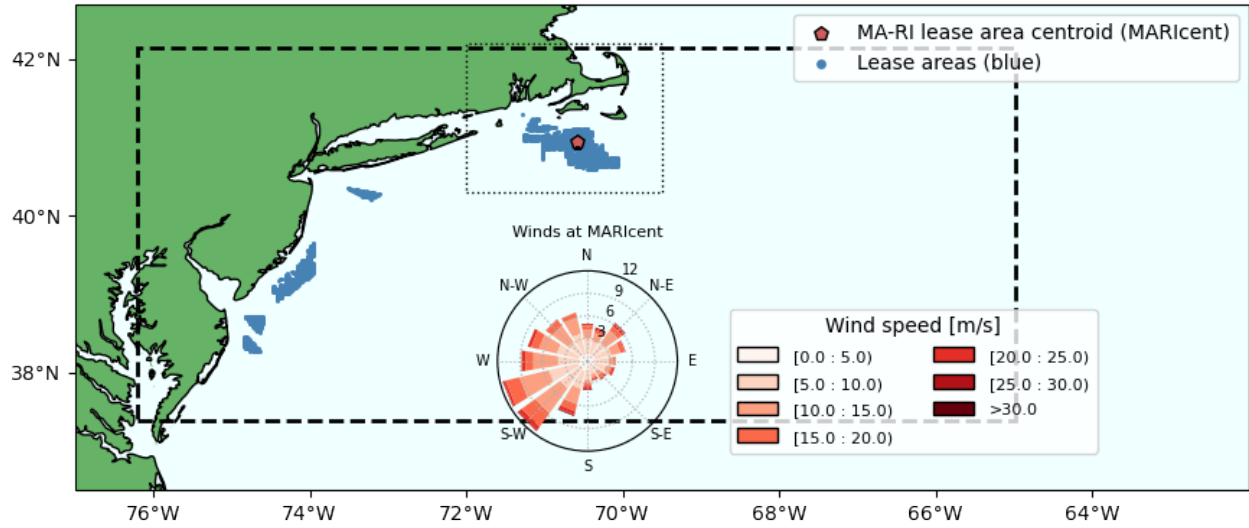 42°N
40°N
38°N
76°W
74°W
72°W
70°W
68°W
66°W
64°W
MA-RI lease area centroid (MARIcent)
Lease areas (blue)
Winds at MARIcent
N
N-E
E
S-E
S
S-W
W
N-W
12
9
6
3
Wind speed [m/s]
[0.0 : 5.0)
[5.0 : 10.0)
[10.0 : 15.0)
[15.0 : 20.0)
[20.0 : 25.0)
[25.0 : 30.0)
>30.0